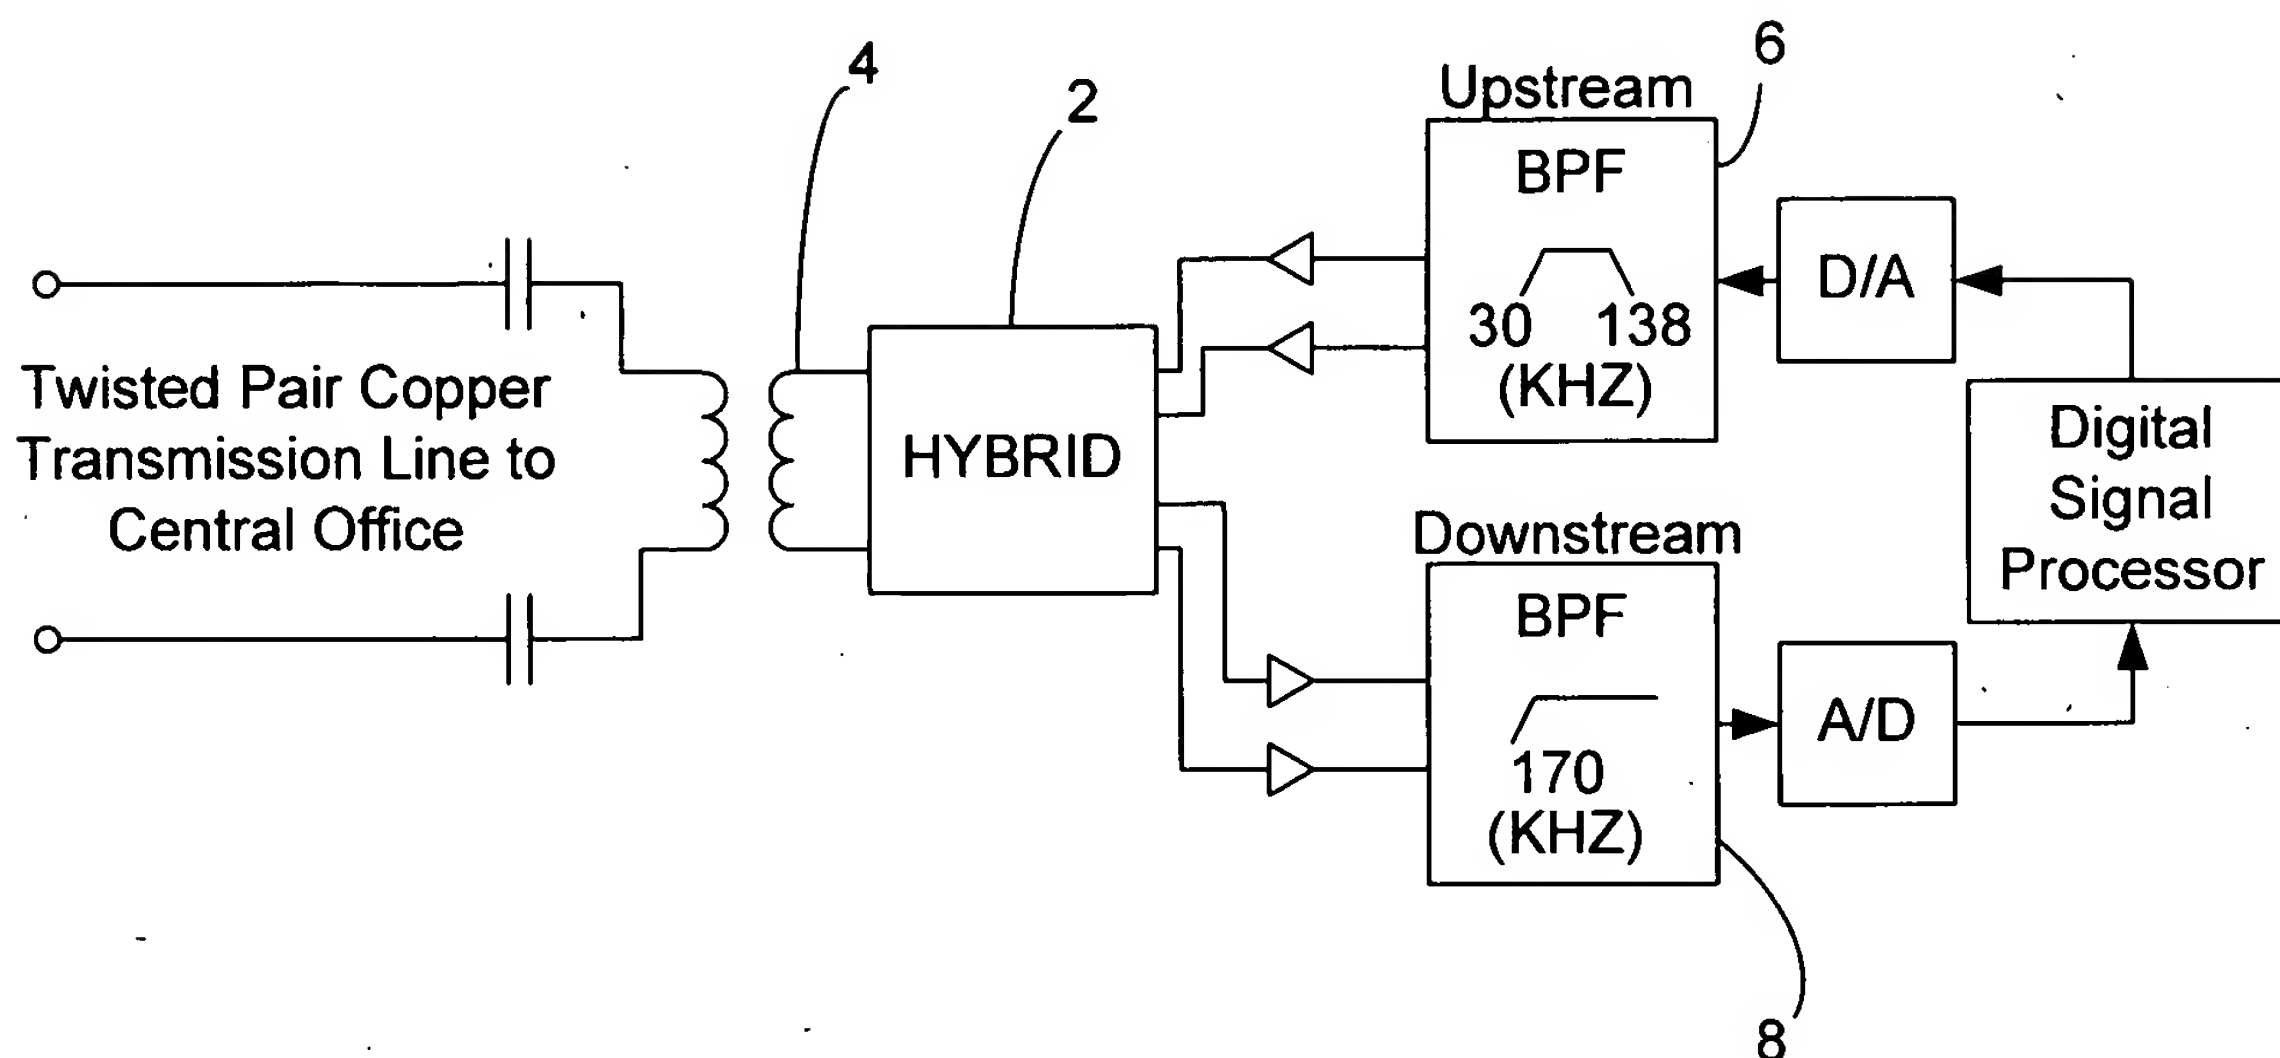 4
2
6
Upstream
BPF
30 138
(KHZ)
D/A
Twisted Pair Copper
Transmission Line to
Central Office
HYBRID
Digital
Signal
Processor
Downstream
BPF
170
(KHZ)
A/D
8